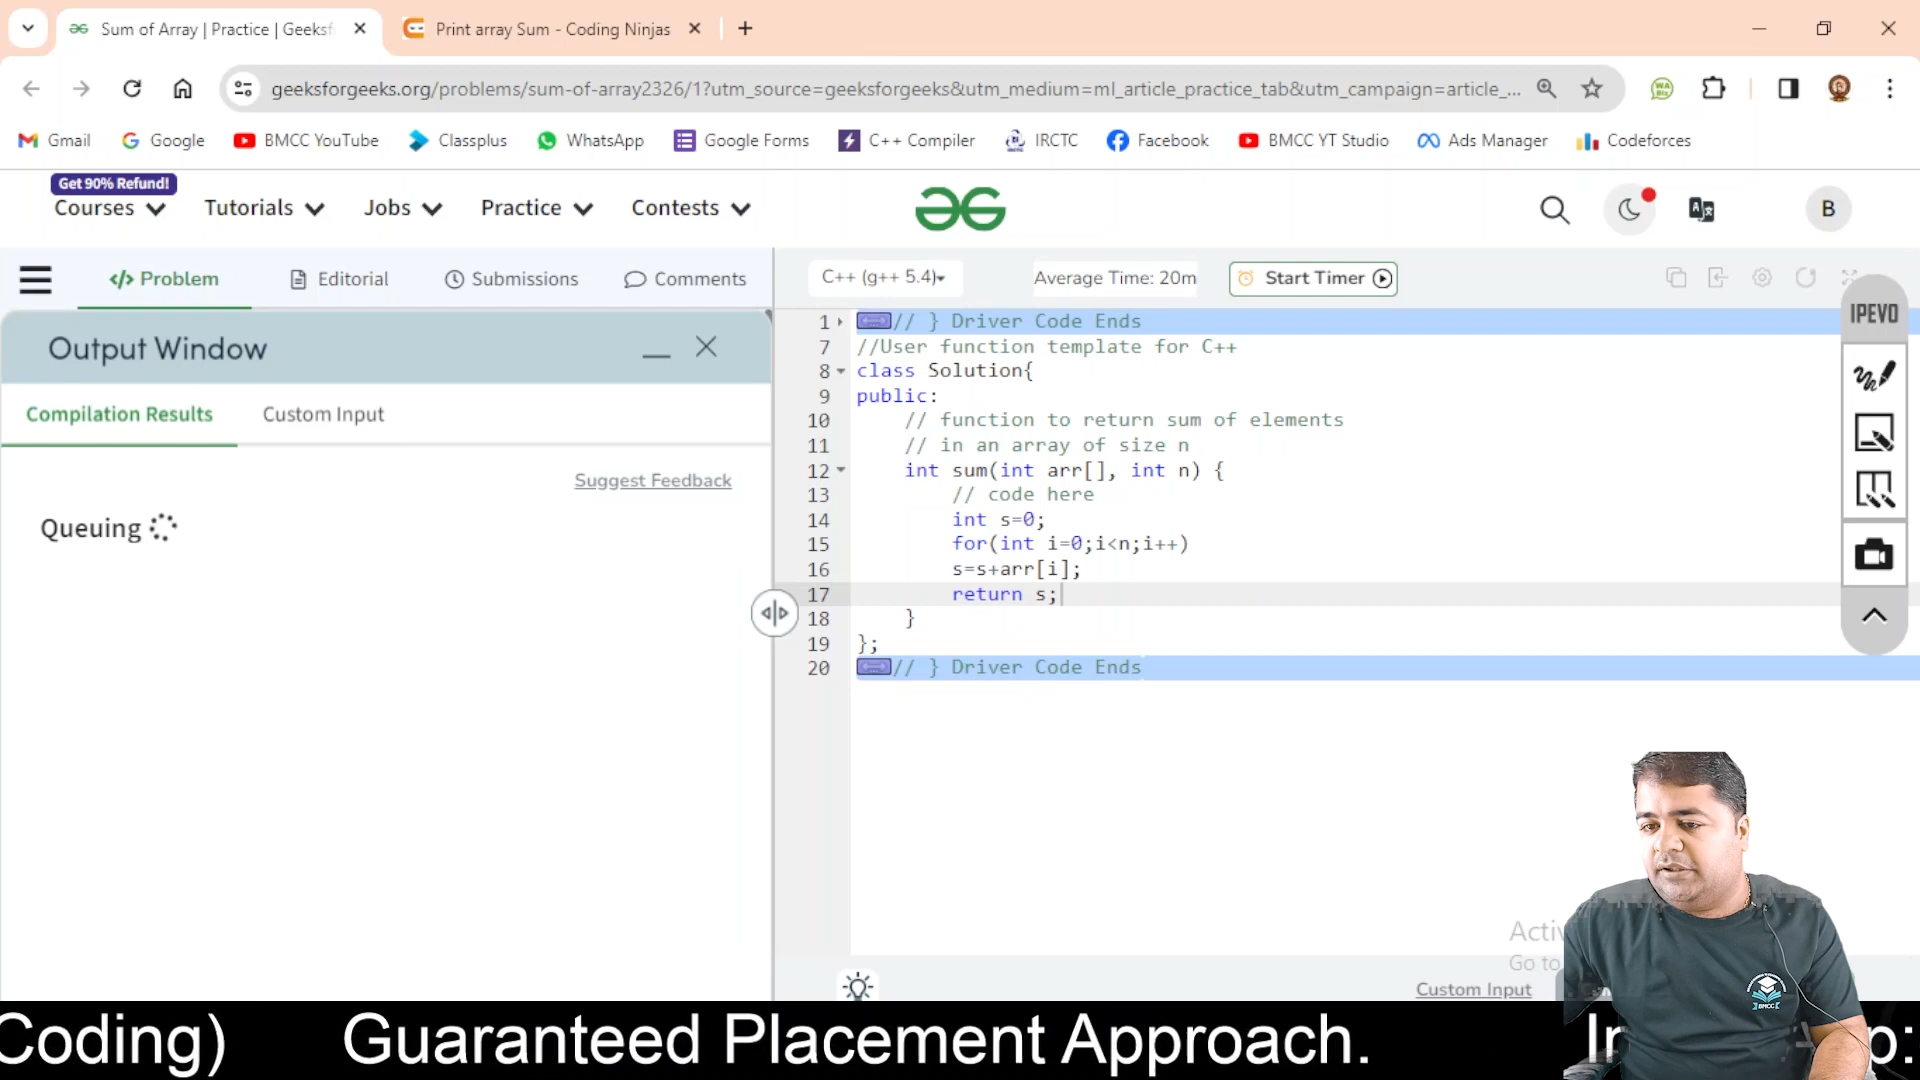 Sum of Array | Practice | Geeksf
Print array Sum - Coding Ninjas
geeksforgeeks.org/problems/sum-of-array2326/1?utm_source=geeksforgeeks&utm_medium=ml_article_practice_tab&utm_campaign=article_...
Gmail Google BMCC YouTube Classplus WhatsApp Google Forms C++ Compiler IRCTC Facebook BMCC YT Studio Ads Manager Codeforces
Get 90% Refund!
Courses Tutorials Jobs Practice Contests B
Problem Editorial Submissions Comments
C++ (g++ 5.4) Average Time: 20m Start Timer
IPEVO
Output Window
Compilation Results Custom Input
Suggest Feedback
Queuing
1 // } Driver Code Ends
7 //User function template for C++
8 class Solution{
9 public:
10 // function to return sum of elements
11 // in an array of size n
12 int sum(int arr[], int n) {
13 // code here
14 int s=0;
15 for(int i=0;i<n;i++)
16 s=s+arr[i];
17 return s;
18 }
19 };
20 // } Driver Code Ends
Go to
Custom Input
BMCC
Coding) Guaranteed Placement Approach.